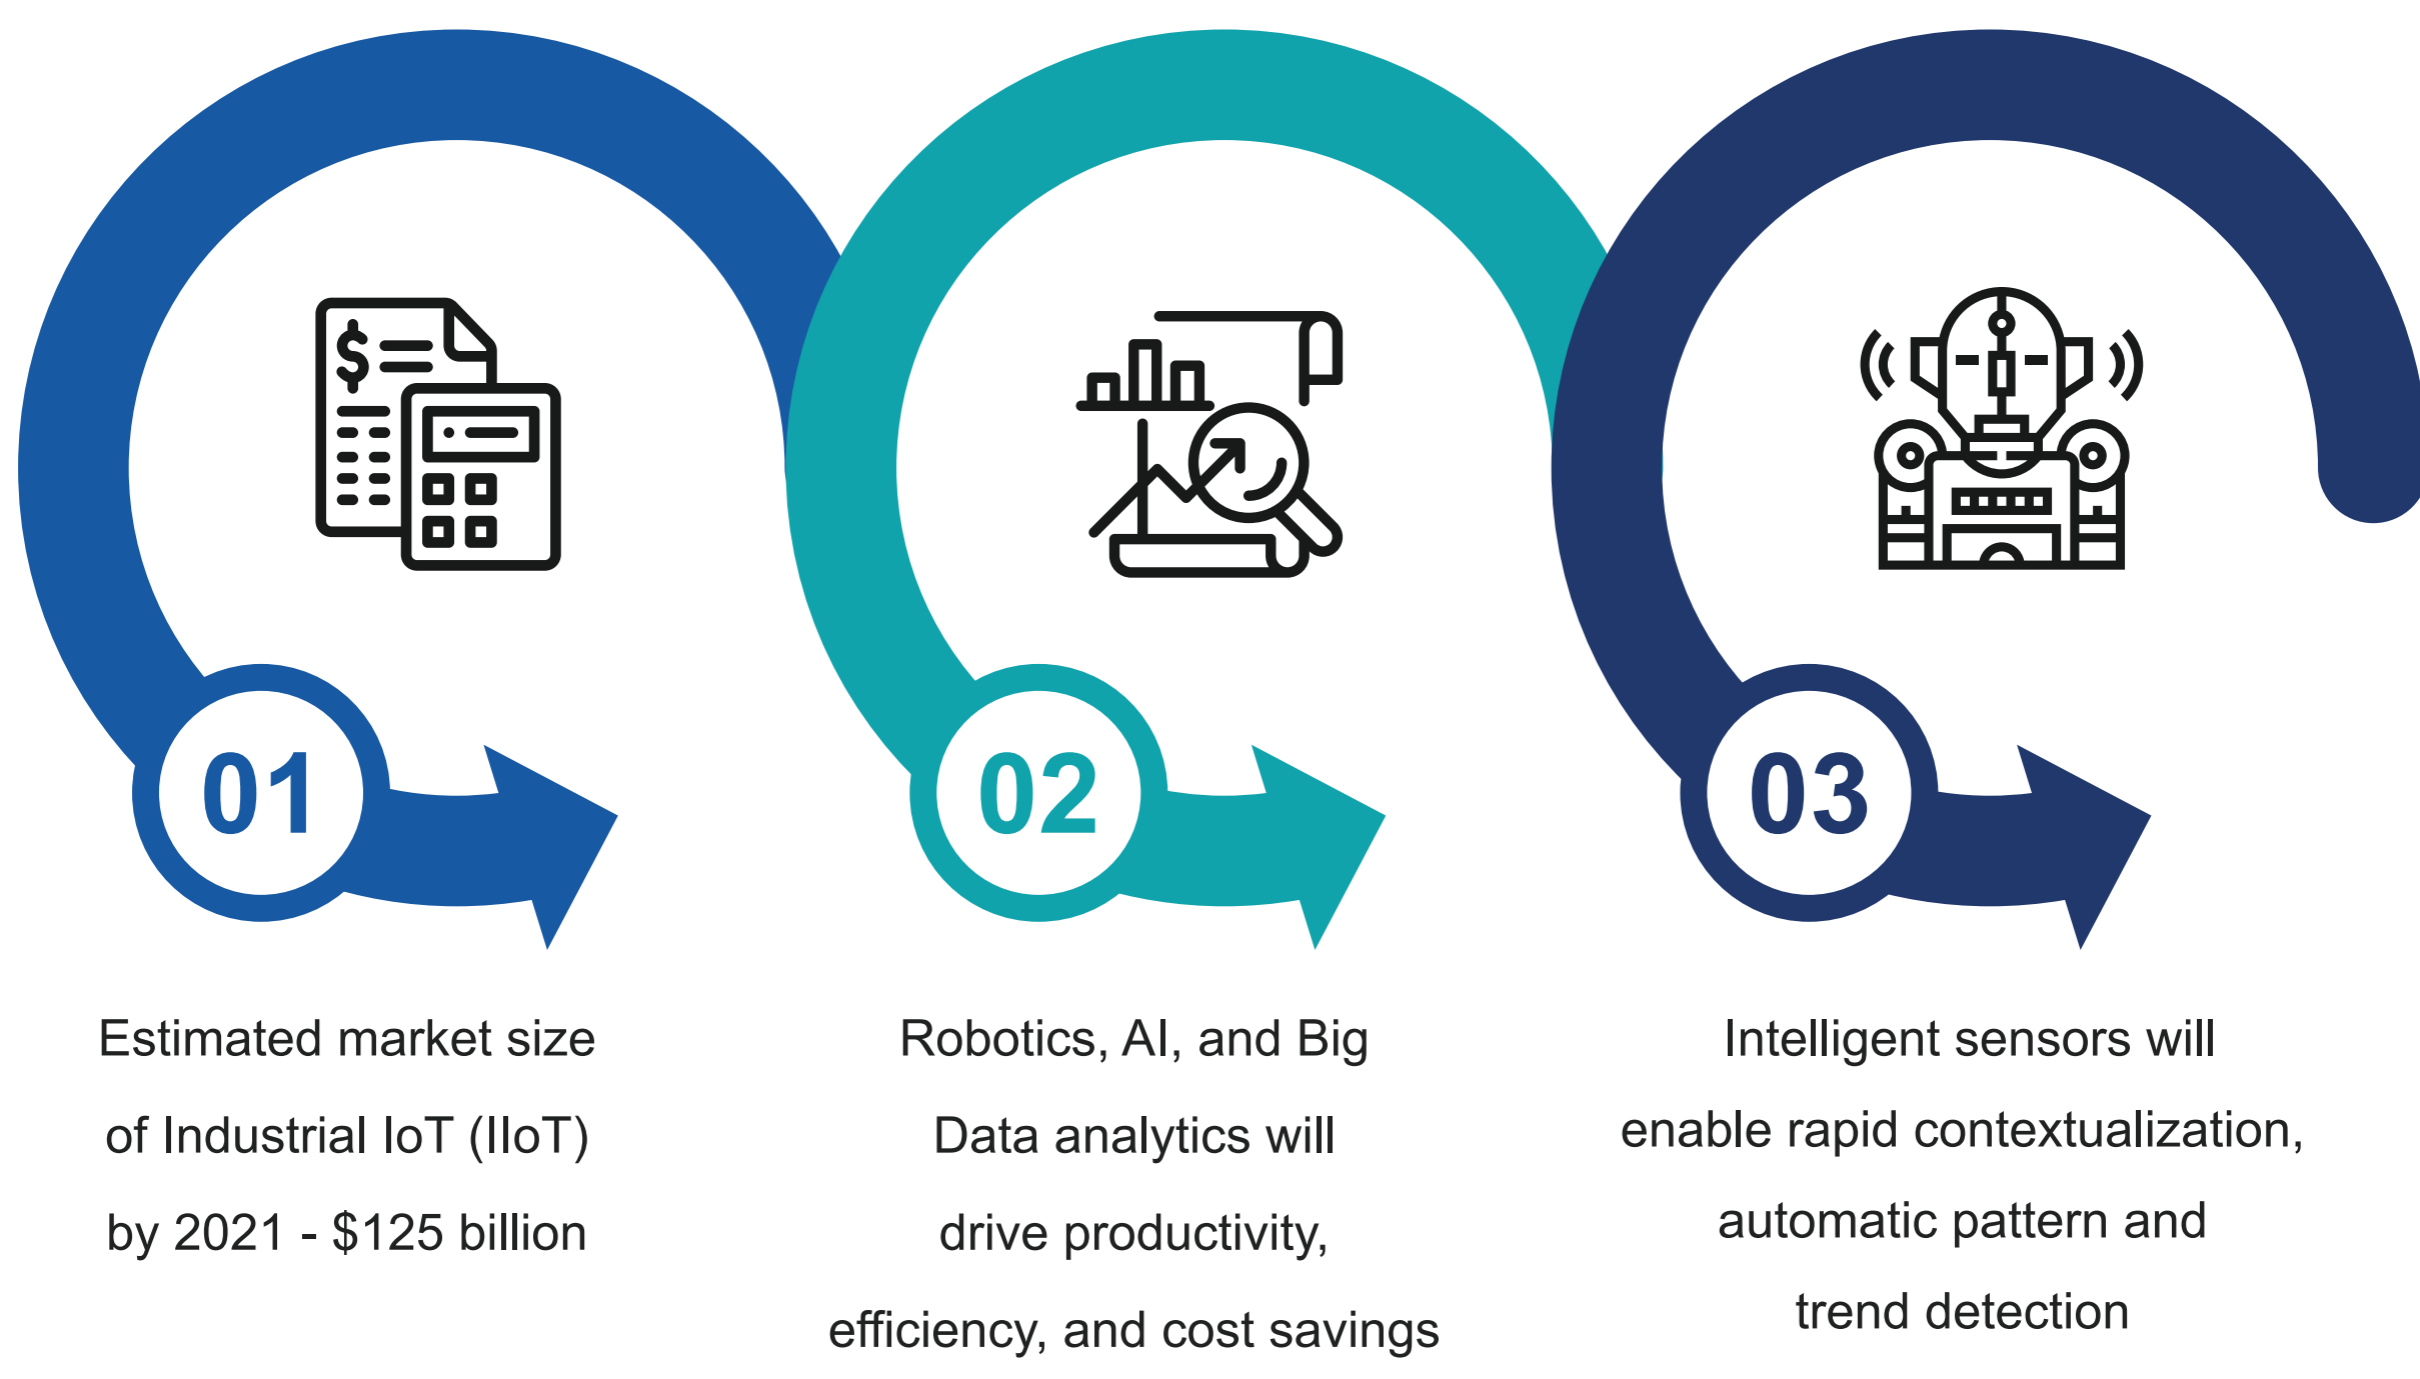 $
01
02
03
Estimated market size
of Industrial IoT (IIoT)
by 2021 - $125 billion
Robotics, AI, and Big
Data analytics will
drive productivity,
efficiency, and cost savings
Intelligent sensors will
enable rapid contextualization,
automatic pattern and
trend detection